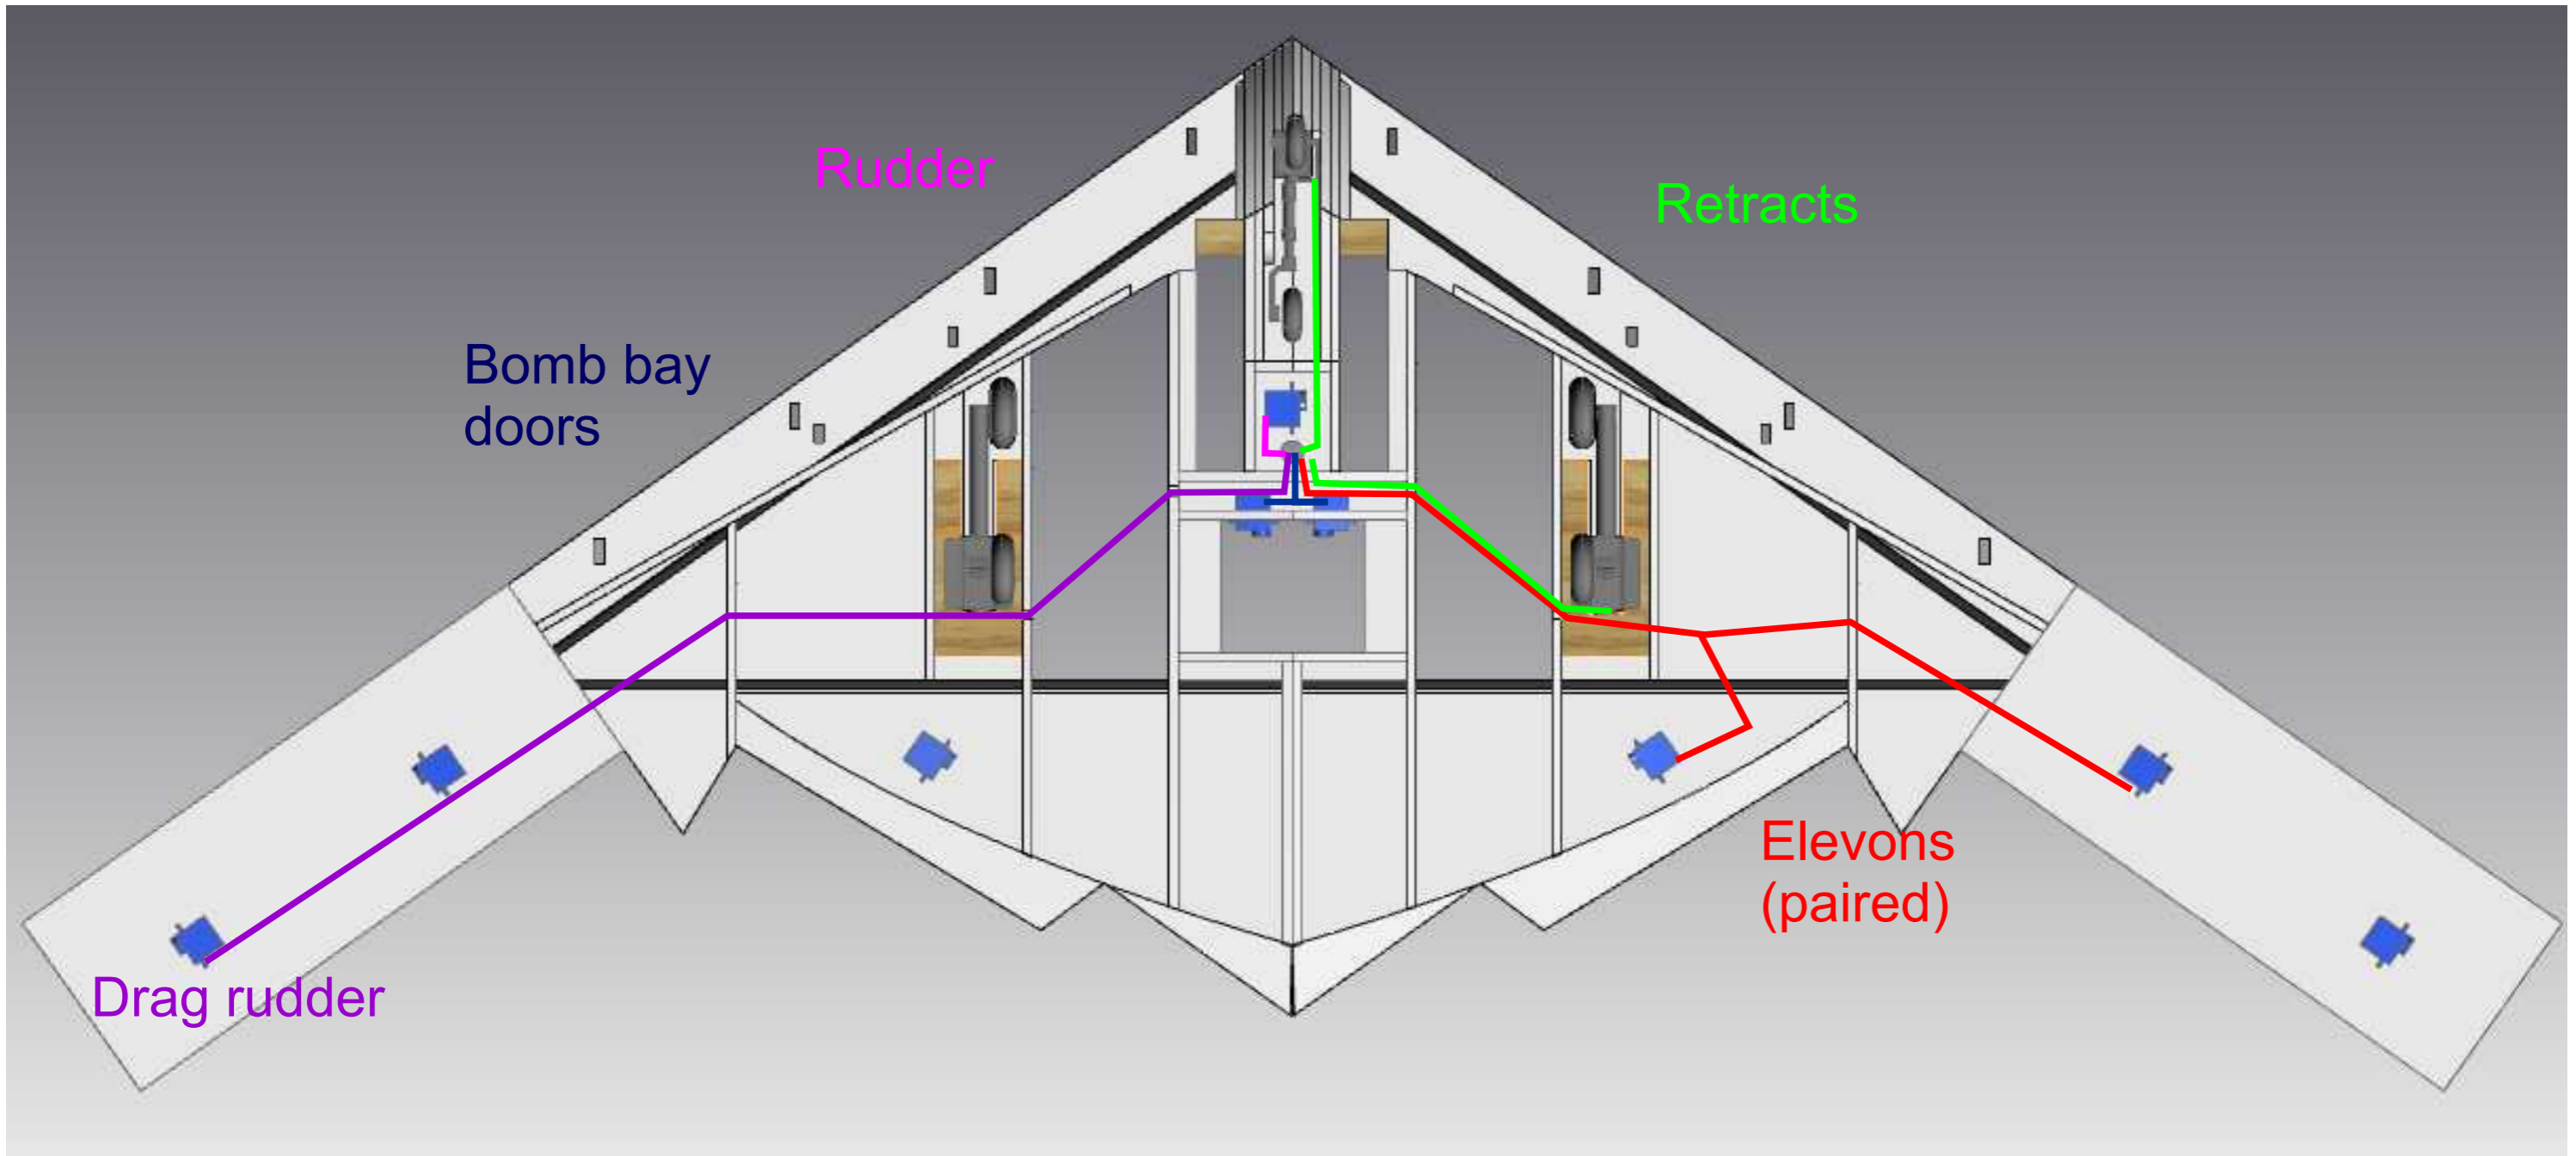 Rudder
Retracts
Bomb bay
doors
Elevons
(paired)
Drag rudder